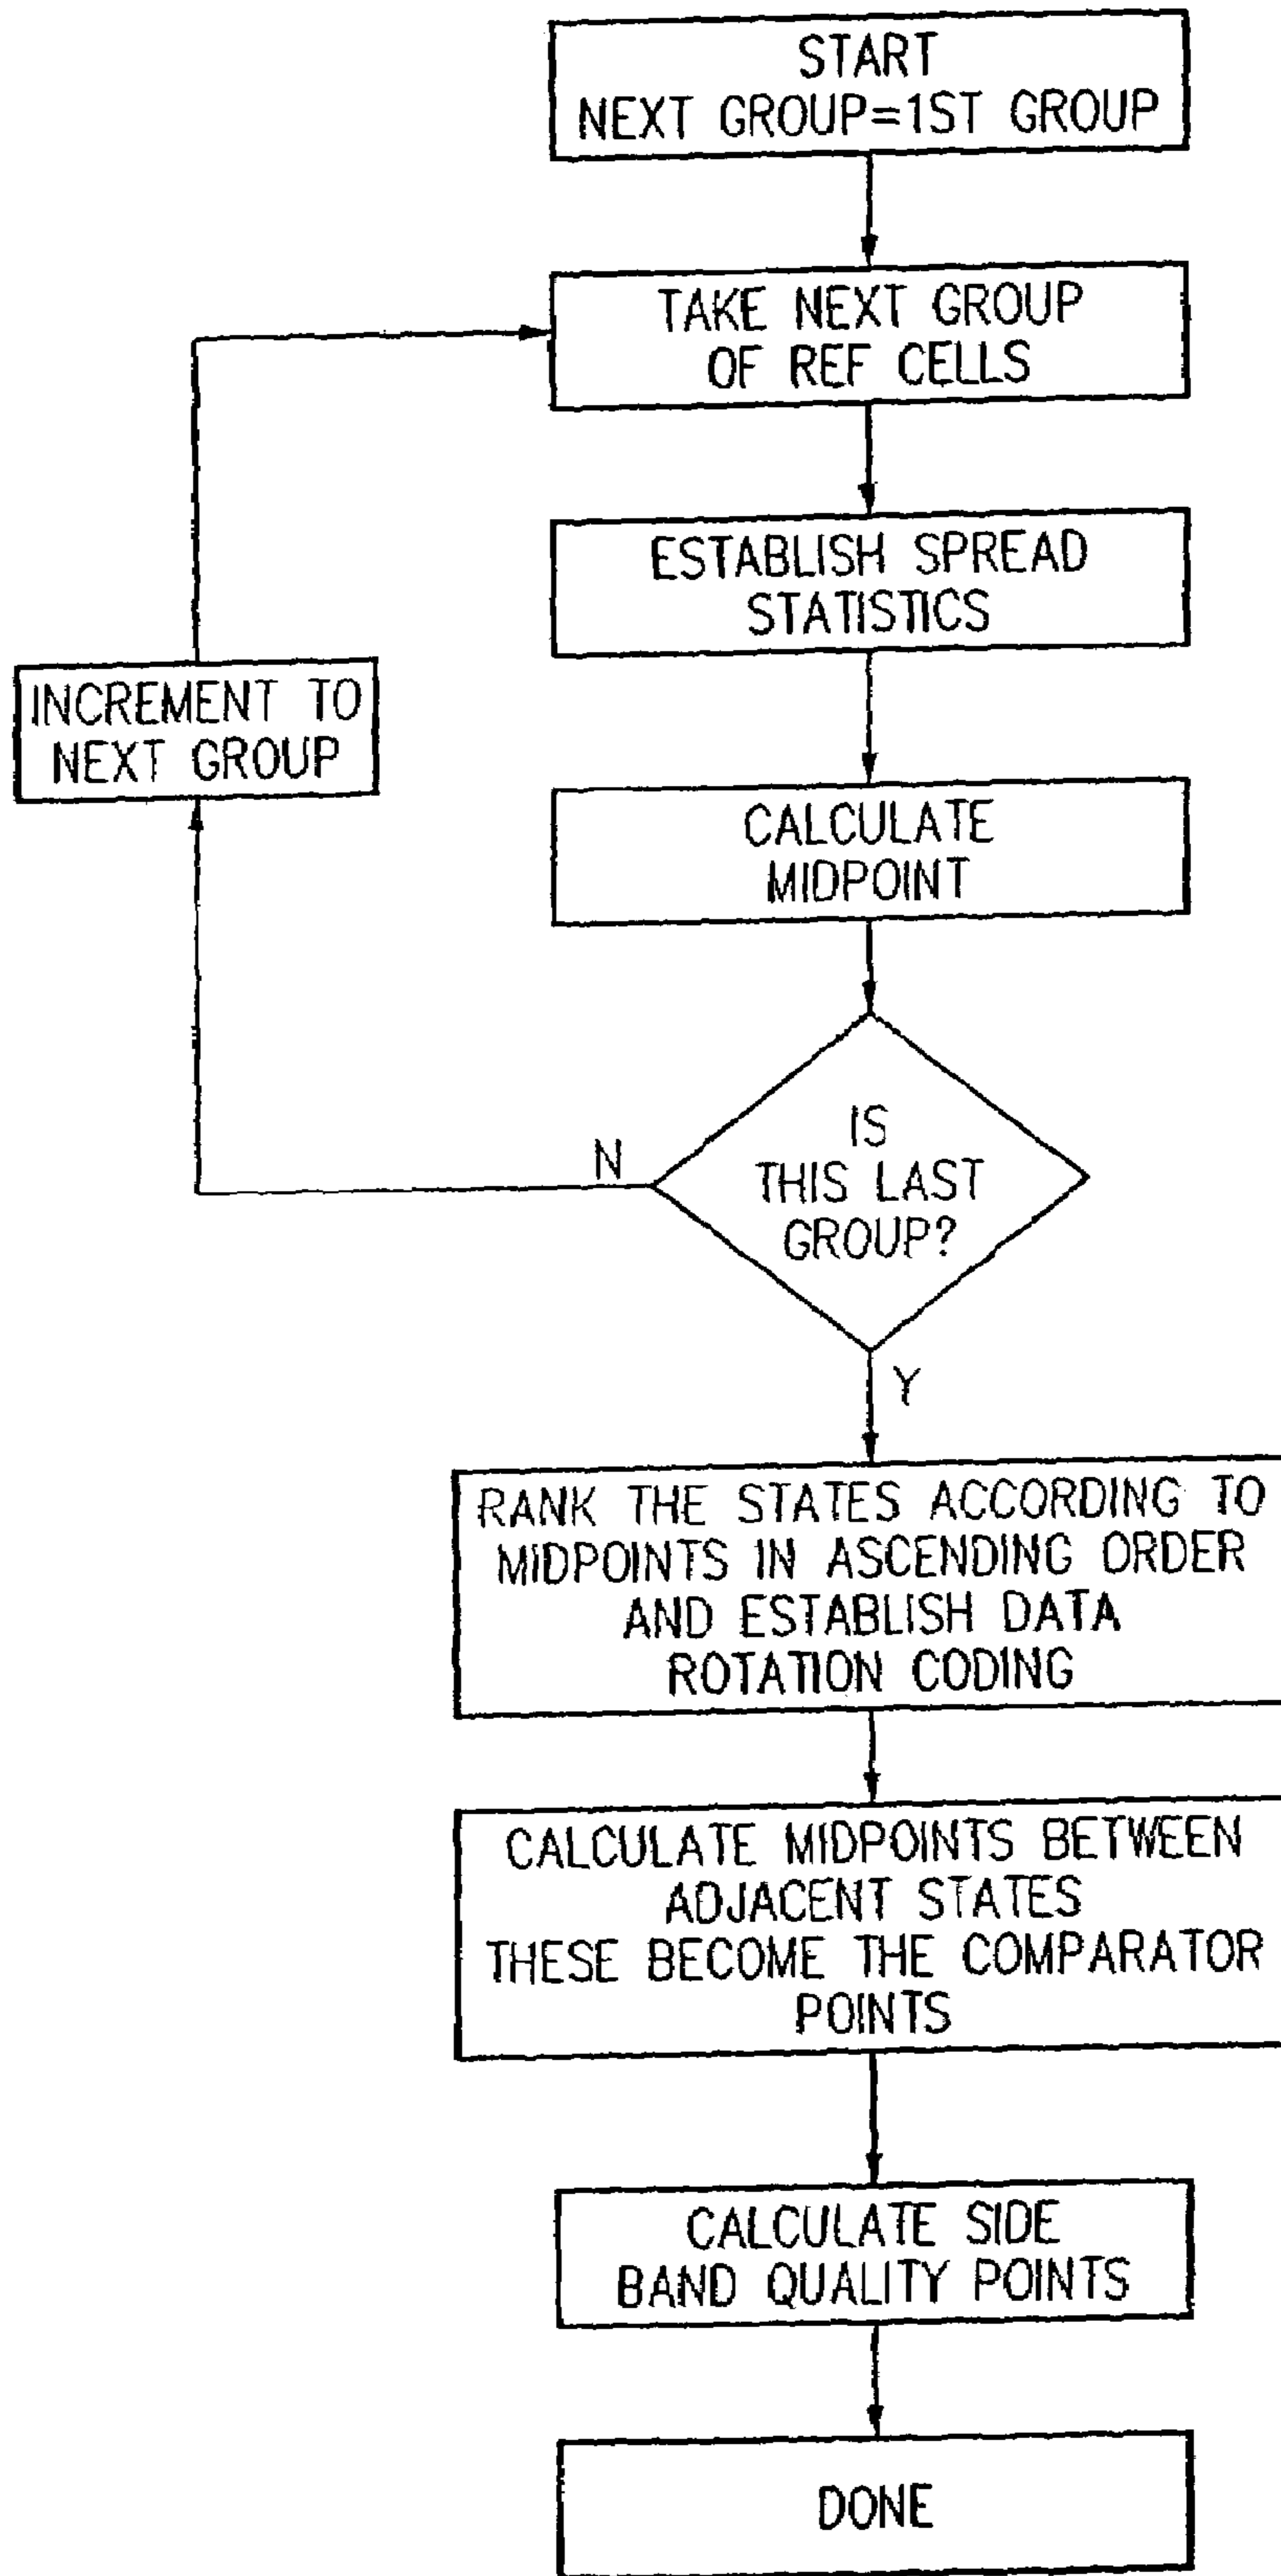 START
NEXT GROUP=1ST GROUP
TAKE NEXT GROUP
OF REF CELLS
ESTABLISH SPREAD
STATISTICS
INCREMENT TO
NEXT GROUP
CALCULATE
MIDPOINT
IS
THIS LAST
GROUP?
N
Y
RANK THE STATES ACCORDING TO
MIDPOINTS IN ASCENDING ORDER
AND ESTABLISH DATA
ROTATION CODING
CALCULATE MIDPOINTS BETWEEN
ADJACENT STATES
THESE BECOME THE COMPARATOR
POINTS
CALCULATE SIDE
BAND QUALITY POINTS
DONE